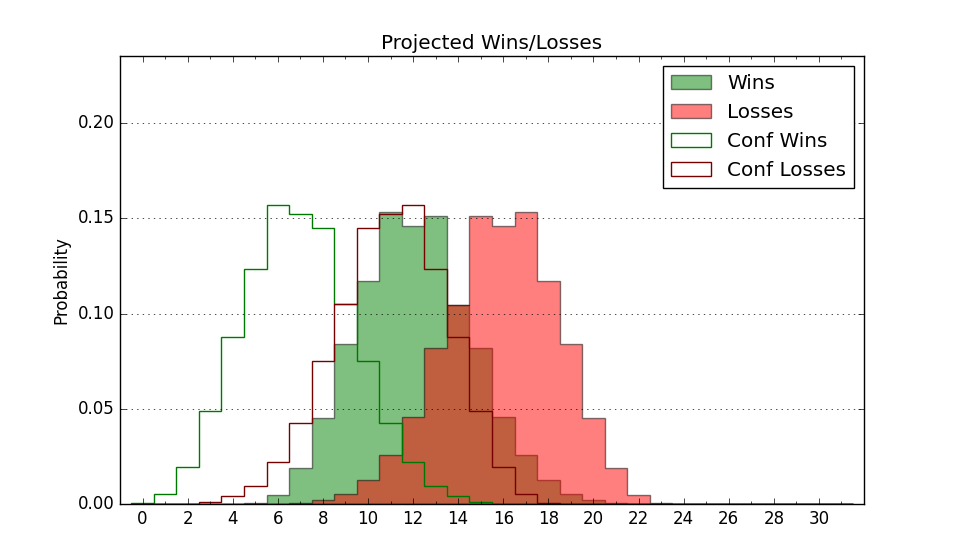 Projected Wins/Losses
Wins
Losses
Conf Wins
Conf Losses
Probability
0.20
0.15
0.10
0.05
0.00
0 2 4 6 8 10 12 14 16 18 20 22 24 26 28 30